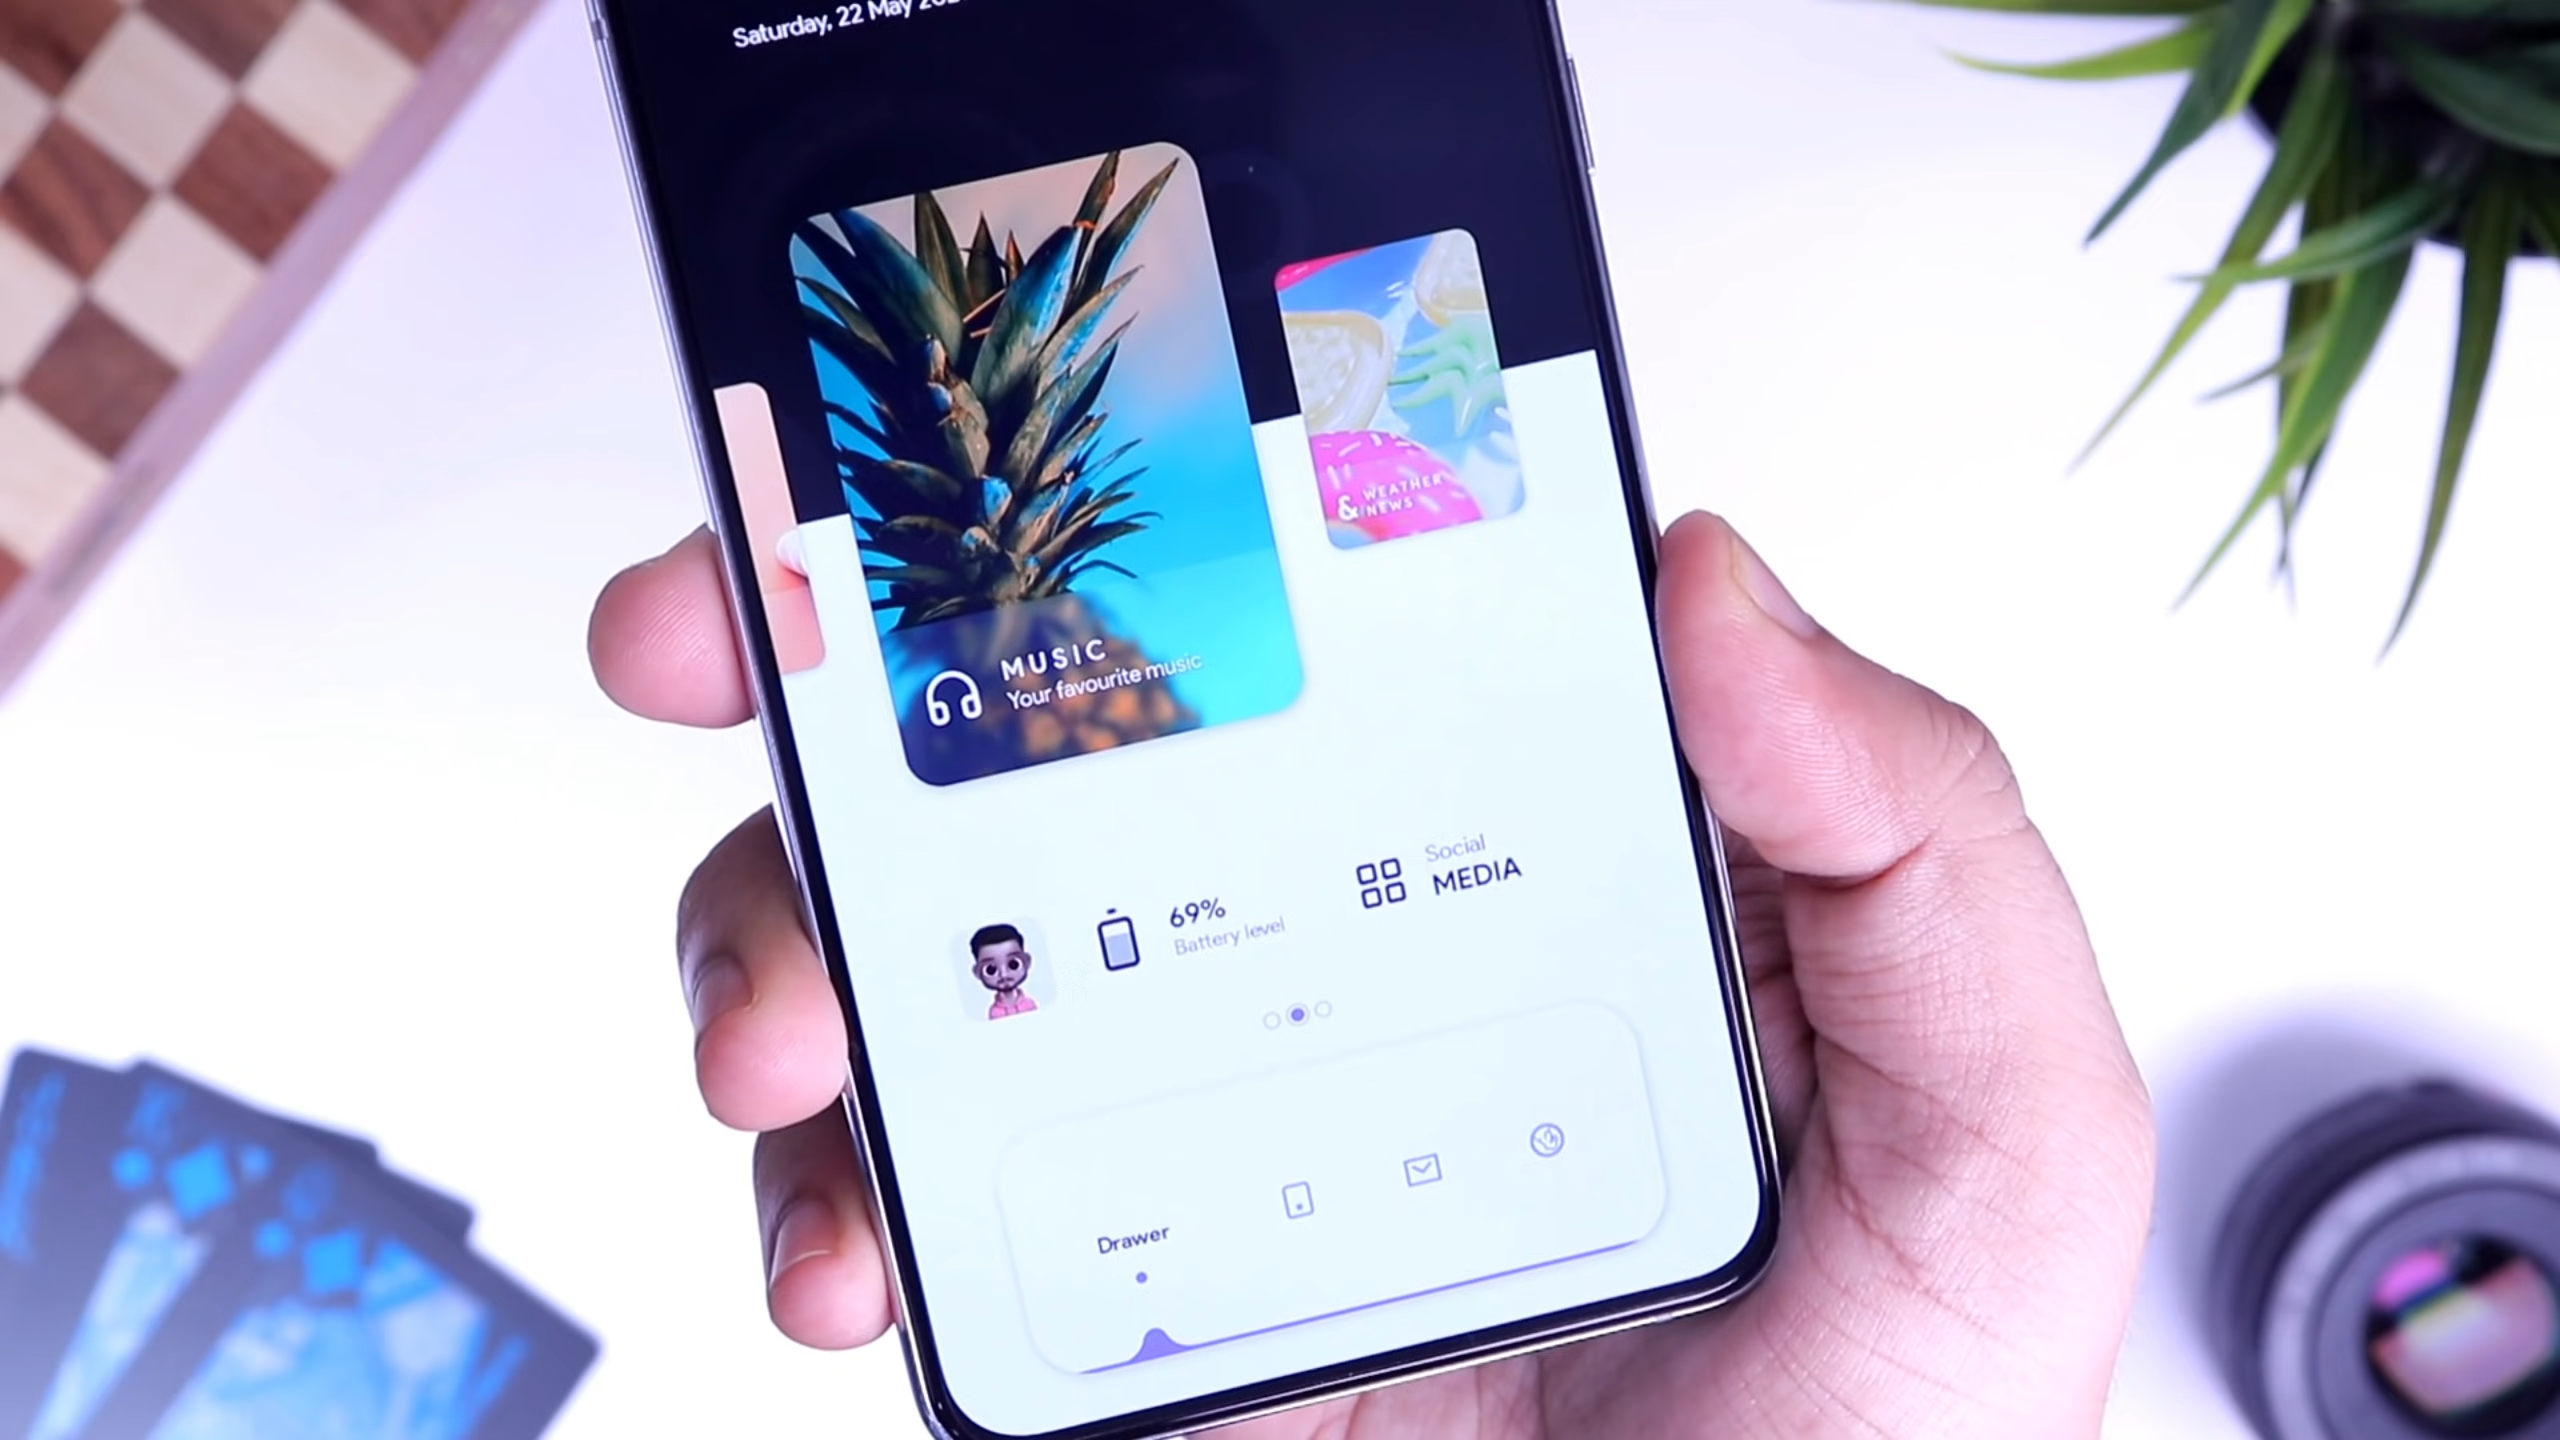 Saturday, 22 May
MUSIC
Your favourite music
& WEATHER
NEWS
Social
MEDIA
69%
Battery level
Drawer